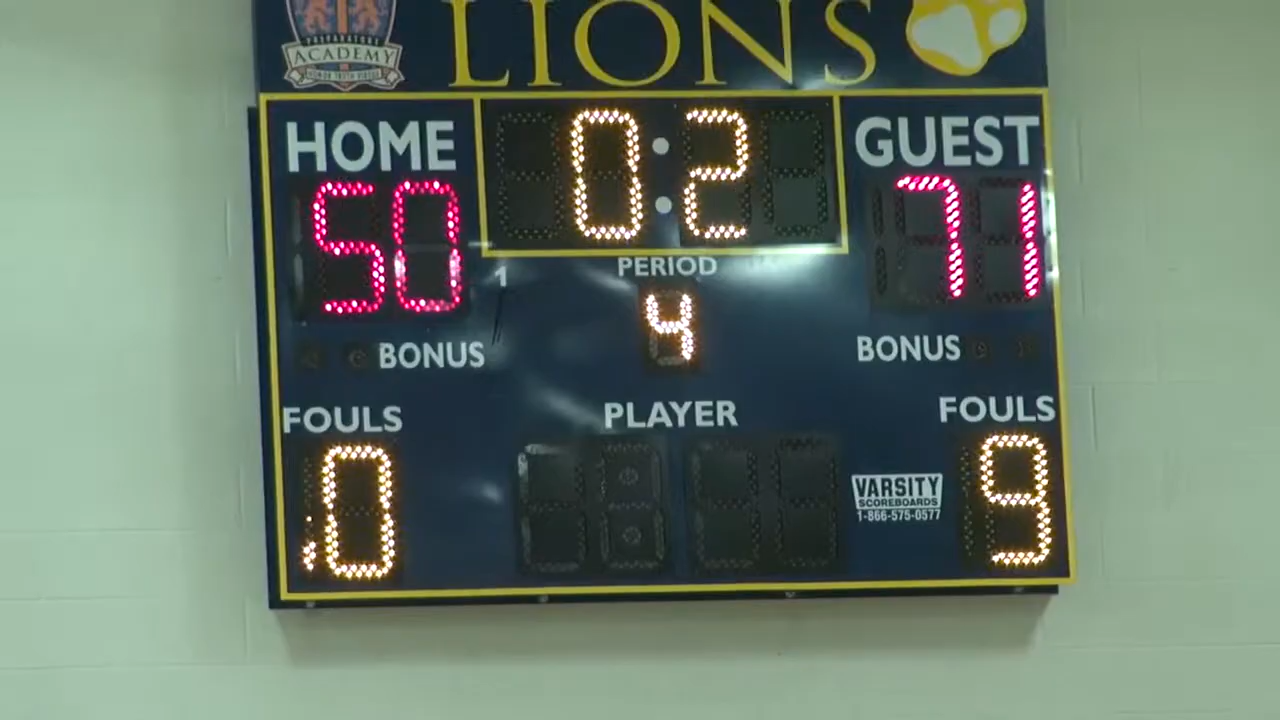 PREPARATORY
ACADEMY
LIONS
HOME
GUEST
0:2
50
71
PERIOD
1
4
BONUS
BONUS
FOULS
PLAYER
FOULS
0
9
VARSITY
SCOREBOARDS
1-866-575-0577